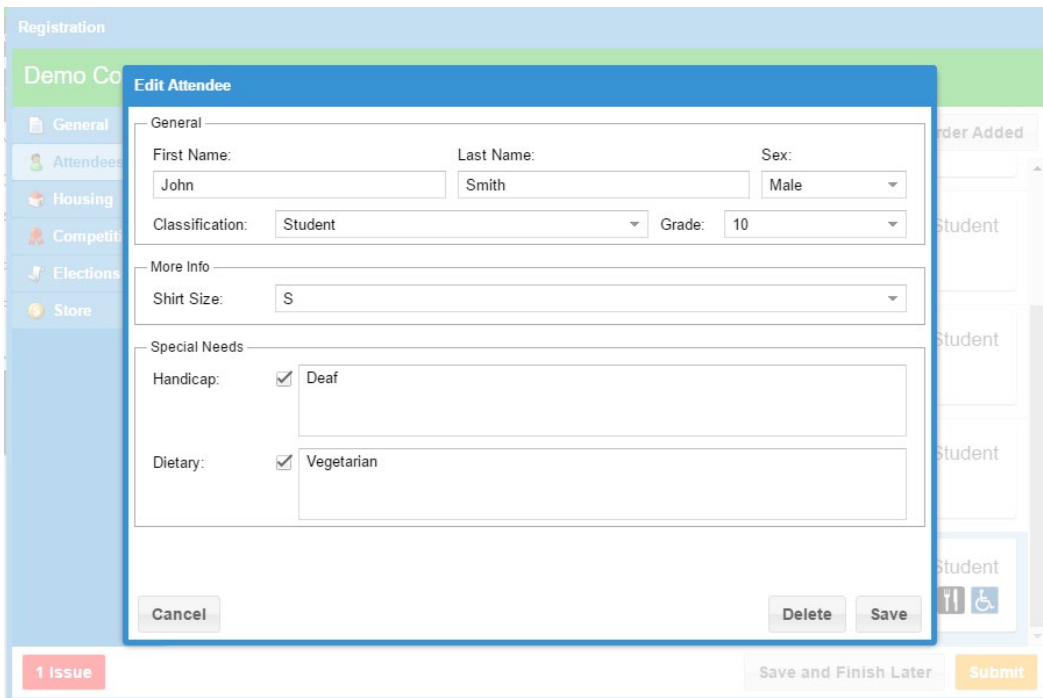 Registration
Demo Co
Edit Attendee
General
Attendees
Housing
Competiti
Elections
Store
rder Added
General
First Name:
Last Name:
Sex:
John
Smith
Male
Classification:
Student
Grade:
10
Student
More Info
Shirt Size:
S
Student
Special Needs
Handicap:
Deaf
Student
Dietary:
Vegetarian
Student
Cancel
Delete
Save
1 Issue
Save and Finish Later
Submit